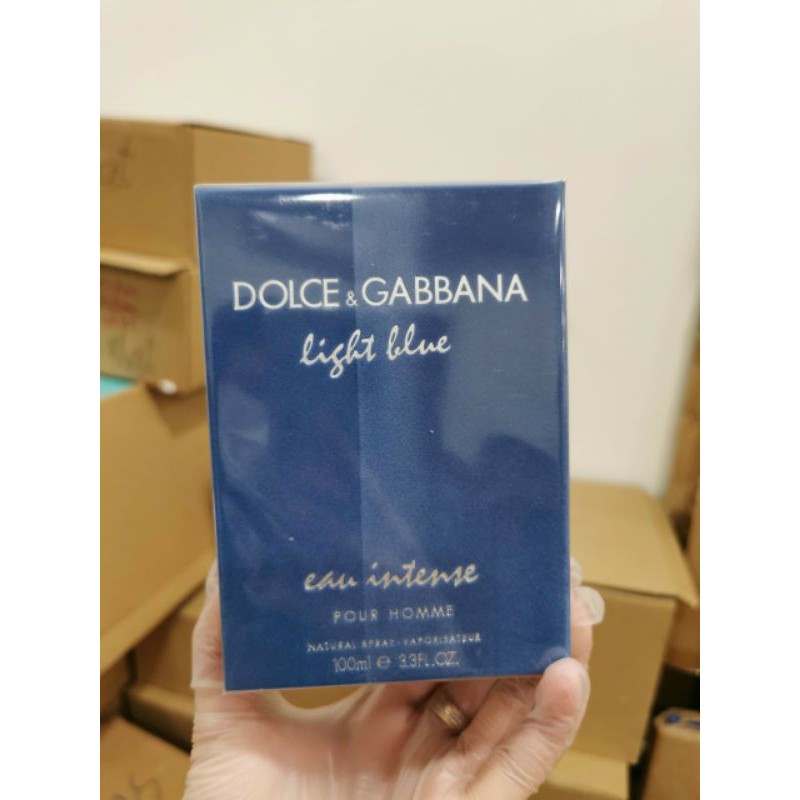 DOLCE & GABBANA
light blue
eau intense
POUR HOMME
NATURAL SPRAY-VAPORISATEUR
100ml ℮ 3.3FL.OZ.